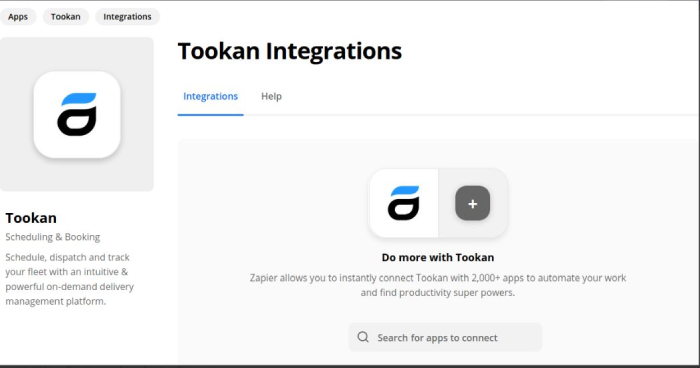 Apps Tookan Integrations
Tookan Integrations
Integrations Help
Tookan
Scheduling & Booking
Schedule, dispatch and track
your fleet with an intuitive &
powerful on-demand delivery
management platform.
Do more with Tookan
Zapier allows you to instantly connect Tookan with 2,000+ apps to automate your work
and find productivity super powers.
Search for apps to connect